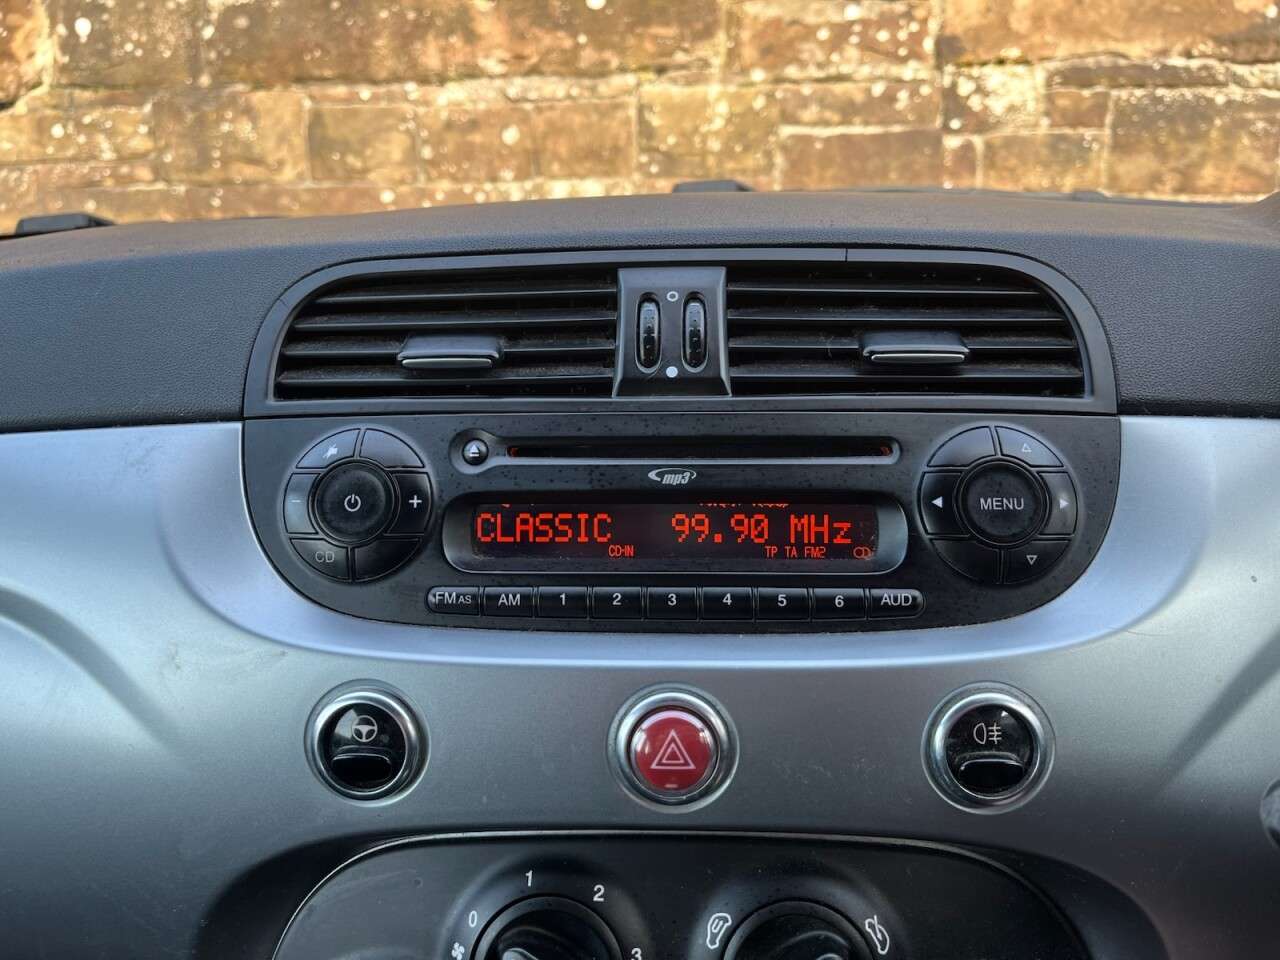 mp3
CLASSIC 99.90 MHz
CD-IN TP TA FM2
MENU
CD
FM AS AM 1 2 3 4 5 6 AUD
1 2
0 3